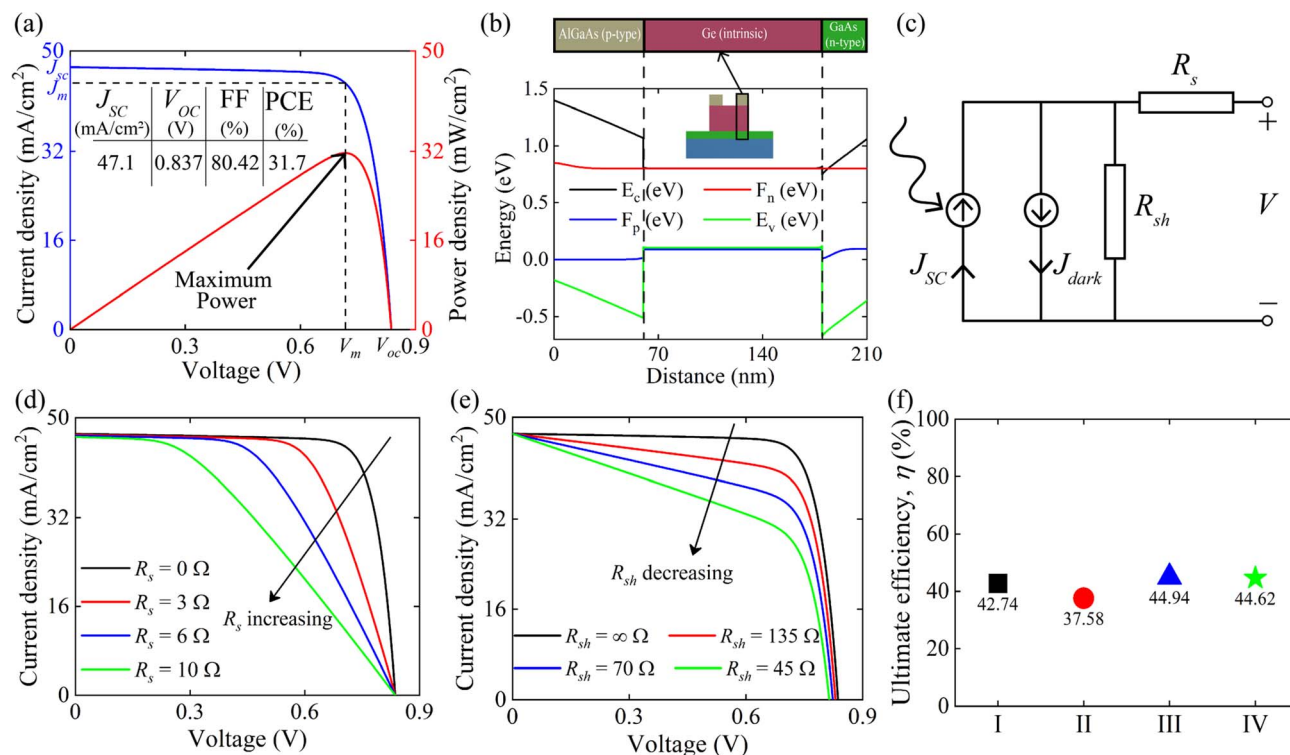 (a)
50
J_sc
J_m
32
16
0
Current density (mA/cm²)
J_SC (mA/cm²) | V_OC (V) | FF (%) | PCE (%)
47.1 | 0.837 | 80.42 | 31.7
Maximum
Power
50
32
16
0
Power density (mW/cm²)
0 0.3 0.6 V_m V_oc 0.9
Voltage (V)
(b)
AlGaAs (p-type)
Ge (intrinsic)
GaAs
(n-type)
1.5
1.0
0.5
0.0
-0.5
Energy (eV)
E_c (eV) F_n (eV)
F_p (eV) E_v (eV)
0 70 140 210
Distance (nm)
(c)
R_s
+
R_sh
V
J_SC
J_dark
−
(d)
50
32
16
0
Current density (mA/cm²)
R_s = 0 Ω
R_s = 3 Ω
R_s = 6 Ω
R_s = 10 Ω
R_s increasing
0 0.3 0.6 0.9
Voltage (V)
(e)
50
32
16
0
Current density (mA/cm²)
R_sh decreasing
R_sh = ∞ Ω R_sh = 135 Ω
R_sh = 70 Ω R_sh = 45 Ω
0 0.3 0.6 0.9
Voltage (V)
(f)
100
80
60
40
20
0
Ultimate efficiency, η (%)
42.74
37.58
44.94
44.62
I II III IV